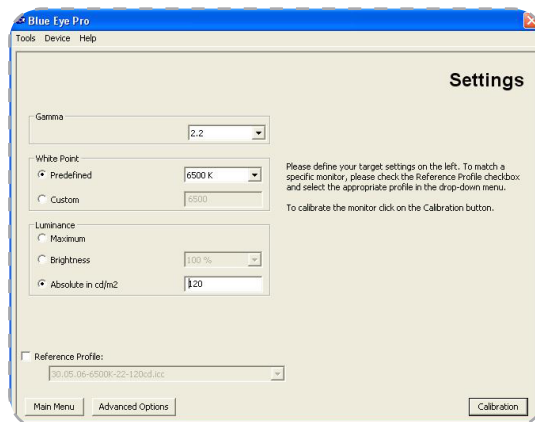 Blue Eye Pro
Tools Device Help
Settings
Gamma
2.2
White Point
Predefined
6500 K
Custom
6500
Please define your target settings on the left. To match a
specific monitor, please check the Reference Profile checkbox
and select the appropriate profile in the drop-down menu.
To calibrate the monitor click on the Calibration button.
Luminance
Maximum
Brightness
100 %
Absolute in cd/m2
120
Reference Profile:
30.05.06-6500K-22-120cd.icc
Main Menu
Advanced Options
Calibration